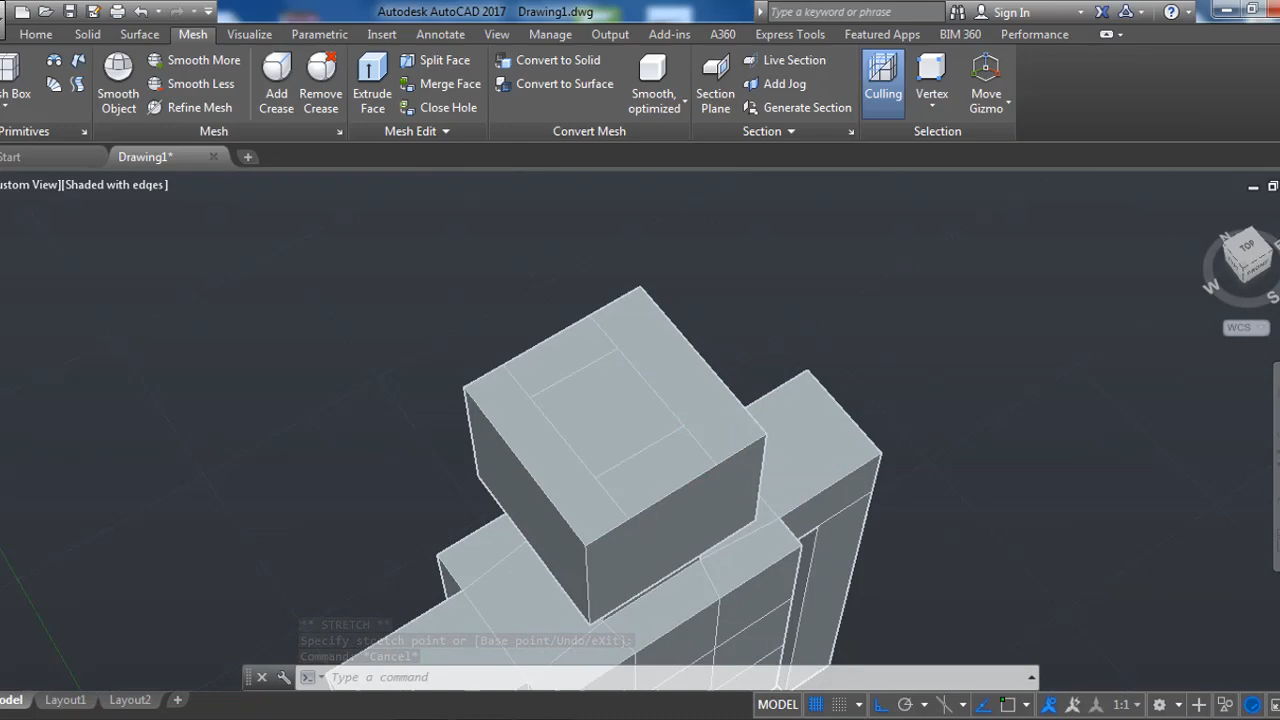 Autodesk AutoCAD 2017 Drawing1.dwg
Type a keyword or phrase
Sign In
Home Solid Surface Mesh Visualize Parametric Insert Annotate View Manage Output Add-ins A360 Express Tools Featured Apps BIM 360 Performance
sh Box
Primitives
Smooth Object
Smooth More
Smooth Less
Refine Mesh
Add Crease
Remove Crease
Mesh
Extrude Face
Split Face
Merge Face
Close Hole
Mesh Edit
Convert to Solid
Convert to Surface
Smooth, optimized
Convert Mesh
Section Plane
Live Section
Add Jog
Generate Section
Section
Culling
Vertex
Move Gizmo
Selection
Start
Drawing1*
ustom View][Shaded with edges]
N
TOP
FRONT
W
S
WCS
** STRETCH **
Specify stretch point or [Base point/Undo/eXit]:
Command: *Cancel*
Type a command
odel Layout1 Layout2
MODEL
1:1